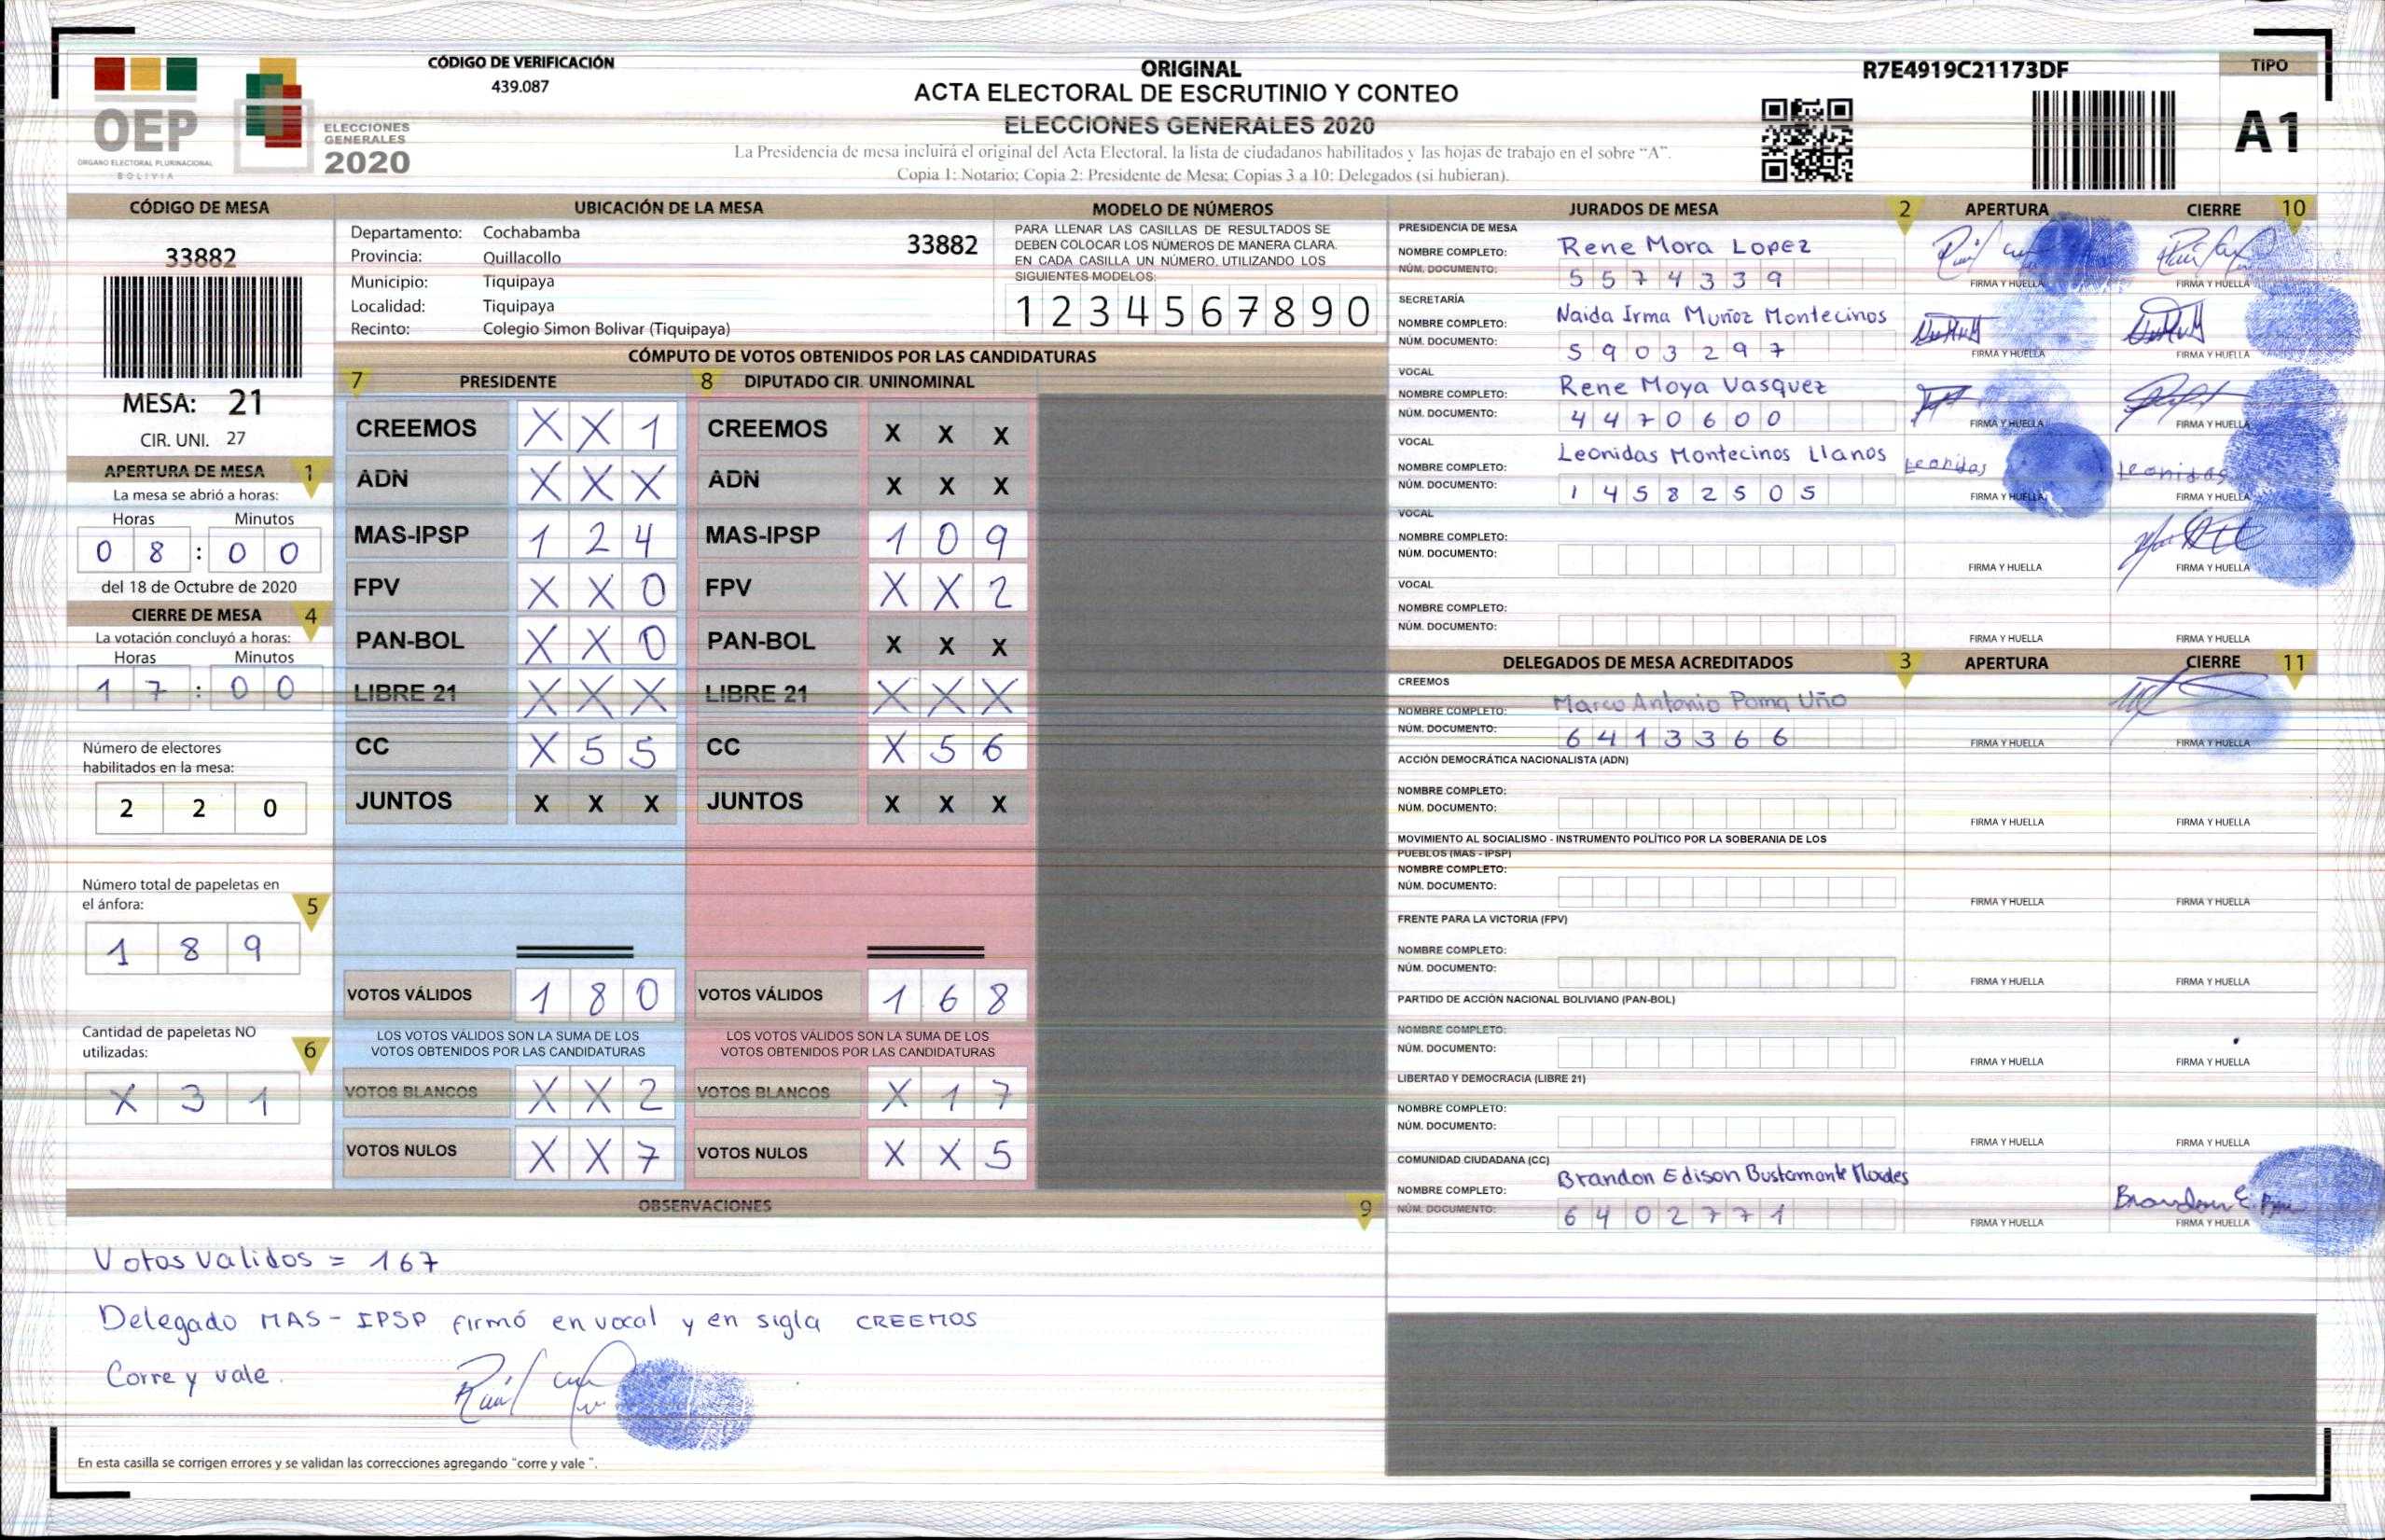 OEP
ÓRGANO ELECTORAL PLURINACIONAL
BOLIVIA
ELECCIONES
GENERALES
2020
CÓDIGO DE VERIFICACIÓN
439.087
ORIGINAL
ACTA ELECTORAL DE ESCRUTINIO Y CONTEO
ELECCIONES GENERALES 2020
La Presidencia de mesa incluirá el original del Acta Electoral, la lista de ciudadanos habilitados y las hojas de trabajo en el sobre “A”.
Copia 1: Notario; Copia 2: Presidente de Mesa; Copias 3 a 10: Delegados (si hubieran).
R7E4919C21173DF
TIPO
A1
CÓDIGO DE MESA
33882
MESA: 21
CIR. UNI. 27
APERTURA DE MESA 1
La mesa se abrió a horas:
Horas Minutos
0 8 : 0 0
del 18 de Octubre de 2020
CIERRE DE MESA 4
La votación concluyó a horas:
Horas Minutos
1 7 : 0 0
Número de electores
habilitados en la mesa:
2 2 0
Número total de papeletas en
el ánfora: 5
1 8 9
Cantidad de papeletas NO
utilizadas: 6
X 3 1
UBICACIÓN DE LA MESA
Departamento: Cochabamba
Provincia: Quillacollo
Municipio: Tiquipaya
Localidad: Tiquipaya
Recinto: Colegio Simon Bolivar (Tiquipaya)
33882
MODELO DE NÚMEROS
PARA LLENAR LAS CASILLAS DE RESULTADOS SE
DEBEN COLOCAR LOS NÚMEROS DE MANERA CLARA.
EN CADA CASILLA UN NÚMERO, UTILIZANDO LOS
SIGUIENTES MODELOS:
1 2 3 4 5 6 7 8 9 0
CÓMPUTO DE VOTOS OBTENIDOS POR LAS CANDIDATURAS
7 PRESIDENTE 8 DIPUTADO CIR. UNINOMINAL
CREEMOS X X 1 CREEMOS X X X
ADN X X X ADN X X X
MAS-IPSP 1 2 4 MAS-IPSP 1 0 9
FPV X X 0 FPV X X 2
PAN-BOL X X 0 PAN-BOL X X X
LIBRE 21 X X X LIBRE 21 X X X
CC X 5 5 CC X 5 6
JUNTOS X X X JUNTOS X X X
VOTOS VÁLIDOS 1 8 0 VOTOS VÁLIDOS 1 6 8
LOS VOTOS VÁLIDOS SON LA SUMA DE LOS LOS VOTOS VÁLIDOS SON LA SUMA DE LOS
VOTOS OBTENIDOS POR LAS CANDIDATURAS VOTOS OBTENIDOS POR LAS CANDIDATURAS
VOTOS BLANCOS X X 2 VOTOS BLANCOS X 1 7
VOTOS NULOS X X 7 VOTOS NULOS X X 5
OBSERVACIONES 9
Votos validos = 167
Delegado MAS-IPSP firmó en vocal y en sigla CREEMOS
Corre y vale.
En esta casilla se corrigen errores y se validan las correcciones agregando “corre y vale ”.
JURADOS DE MESA 2 APERTURA CIERRE 10
PRESIDENCIA DE MESA
NOMBRE COMPLETO: Rene Mora Lopez
NÚM. DOCUMENTO: 5 5 7 4 3 3 9
FIRMA Y HUELLA FIRMA Y HUELLA
SECRETARÍA
NOMBRE COMPLETO: Naida Irma Muñoz Montecinos
NÚM. DOCUMENTO: 5 9 0 3 2 9 7
FIRMA Y HUELLA FIRMA Y HUELLA
VOCAL
NOMBRE COMPLETO: Rene Moya Vasquez
NÚM. DOCUMENTO: 4 4 7 0 6 0 0
FIRMA Y HUELLA FIRMA Y HUELLA
VOCAL
NOMBRE COMPLETO: Leonidas Montecinos Llanos Leonidas Leonidas
NÚM. DOCUMENTO: 1 4 5 8 2 5 0 5
FIRMA Y HUELLA FIRMA Y HUELLA
VOCAL
NOMBRE COMPLETO:
NÚM. DOCUMENTO:
FIRMA Y HUELLA FIRMA Y HUELLA
VOCAL
NOMBRE COMPLETO:
NÚM. DOCUMENTO:
FIRMA Y HUELLA FIRMA Y HUELLA
DELEGADOS DE MESA ACREDITADOS 3 APERTURA CIERRE 11
CREEMOS
NOMBRE COMPLETO: Marco Antonio Poma Uño
NÚM. DOCUMENTO: 6 4 1 3 3 6 6
FIRMA Y HUELLA FIRMA Y HUELLA
ACCIÓN DEMOCRÁTICA NACIONALISTA (ADN)
NOMBRE COMPLETO:
NÚM. DOCUMENTO:
FIRMA Y HUELLA FIRMA Y HUELLA
MOVIMIENTO AL SOCIALISMO - INSTRUMENTO POLÍTICO POR LA SOBERANIA DE LOS
PUEBLOS (MAS - IPSP)
NOMBRE COMPLETO:
NÚM. DOCUMENTO:
FIRMA Y HUELLA FIRMA Y HUELLA
FRENTE PARA LA VICTORIA (FPV)
NOMBRE COMPLETO:
NÚM. DOCUMENTO:
FIRMA Y HUELLA FIRMA Y HUELLA
PARTIDO DE ACCIÓN NACIONAL BOLIVIANO (PAN-BOL)
NOMBRE COMPLETO:
NÚM. DOCUMENTO:
FIRMA Y HUELLA FIRMA Y HUELLA
LIBERTAD Y DEMOCRACIA (LIBRE 21)
NOMBRE COMPLETO:
NÚM. DOCUMENTO:
FIRMA Y HUELLA FIRMA Y HUELLA
COMUNIDAD CIUDADANA (CC)
NOMBRE COMPLETO: Brandon Edison Bustamante
NÚM. DOCUMENTO: 6 4 0 2 7 7 1
Brandon E.
FIRMA Y HUELLA FIRMA Y HUELLA